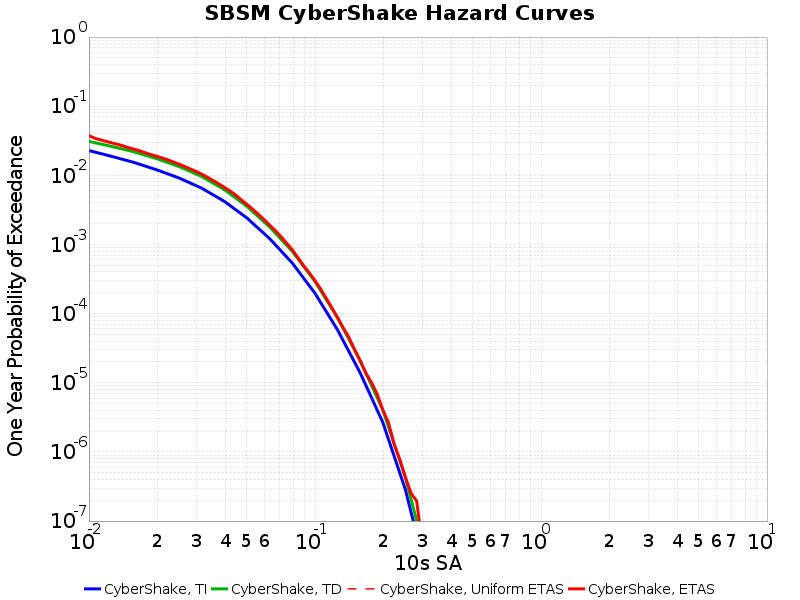 SBSM CyberShake Hazard Curves
One Year Probability of Exceedance
10^0
10^-1
10^-2
10^-3
10^-4
10^-5
10^-6
10^-7
10^-2 2 3 4 5 6 10^-1 2 3 4 5 6 7 10^0 2 3 4 5 6 7 10^1
10s SA
CyberShake, TI CyberShake, TD CyberShake, Uniform ETAS CyberShake, ETAS